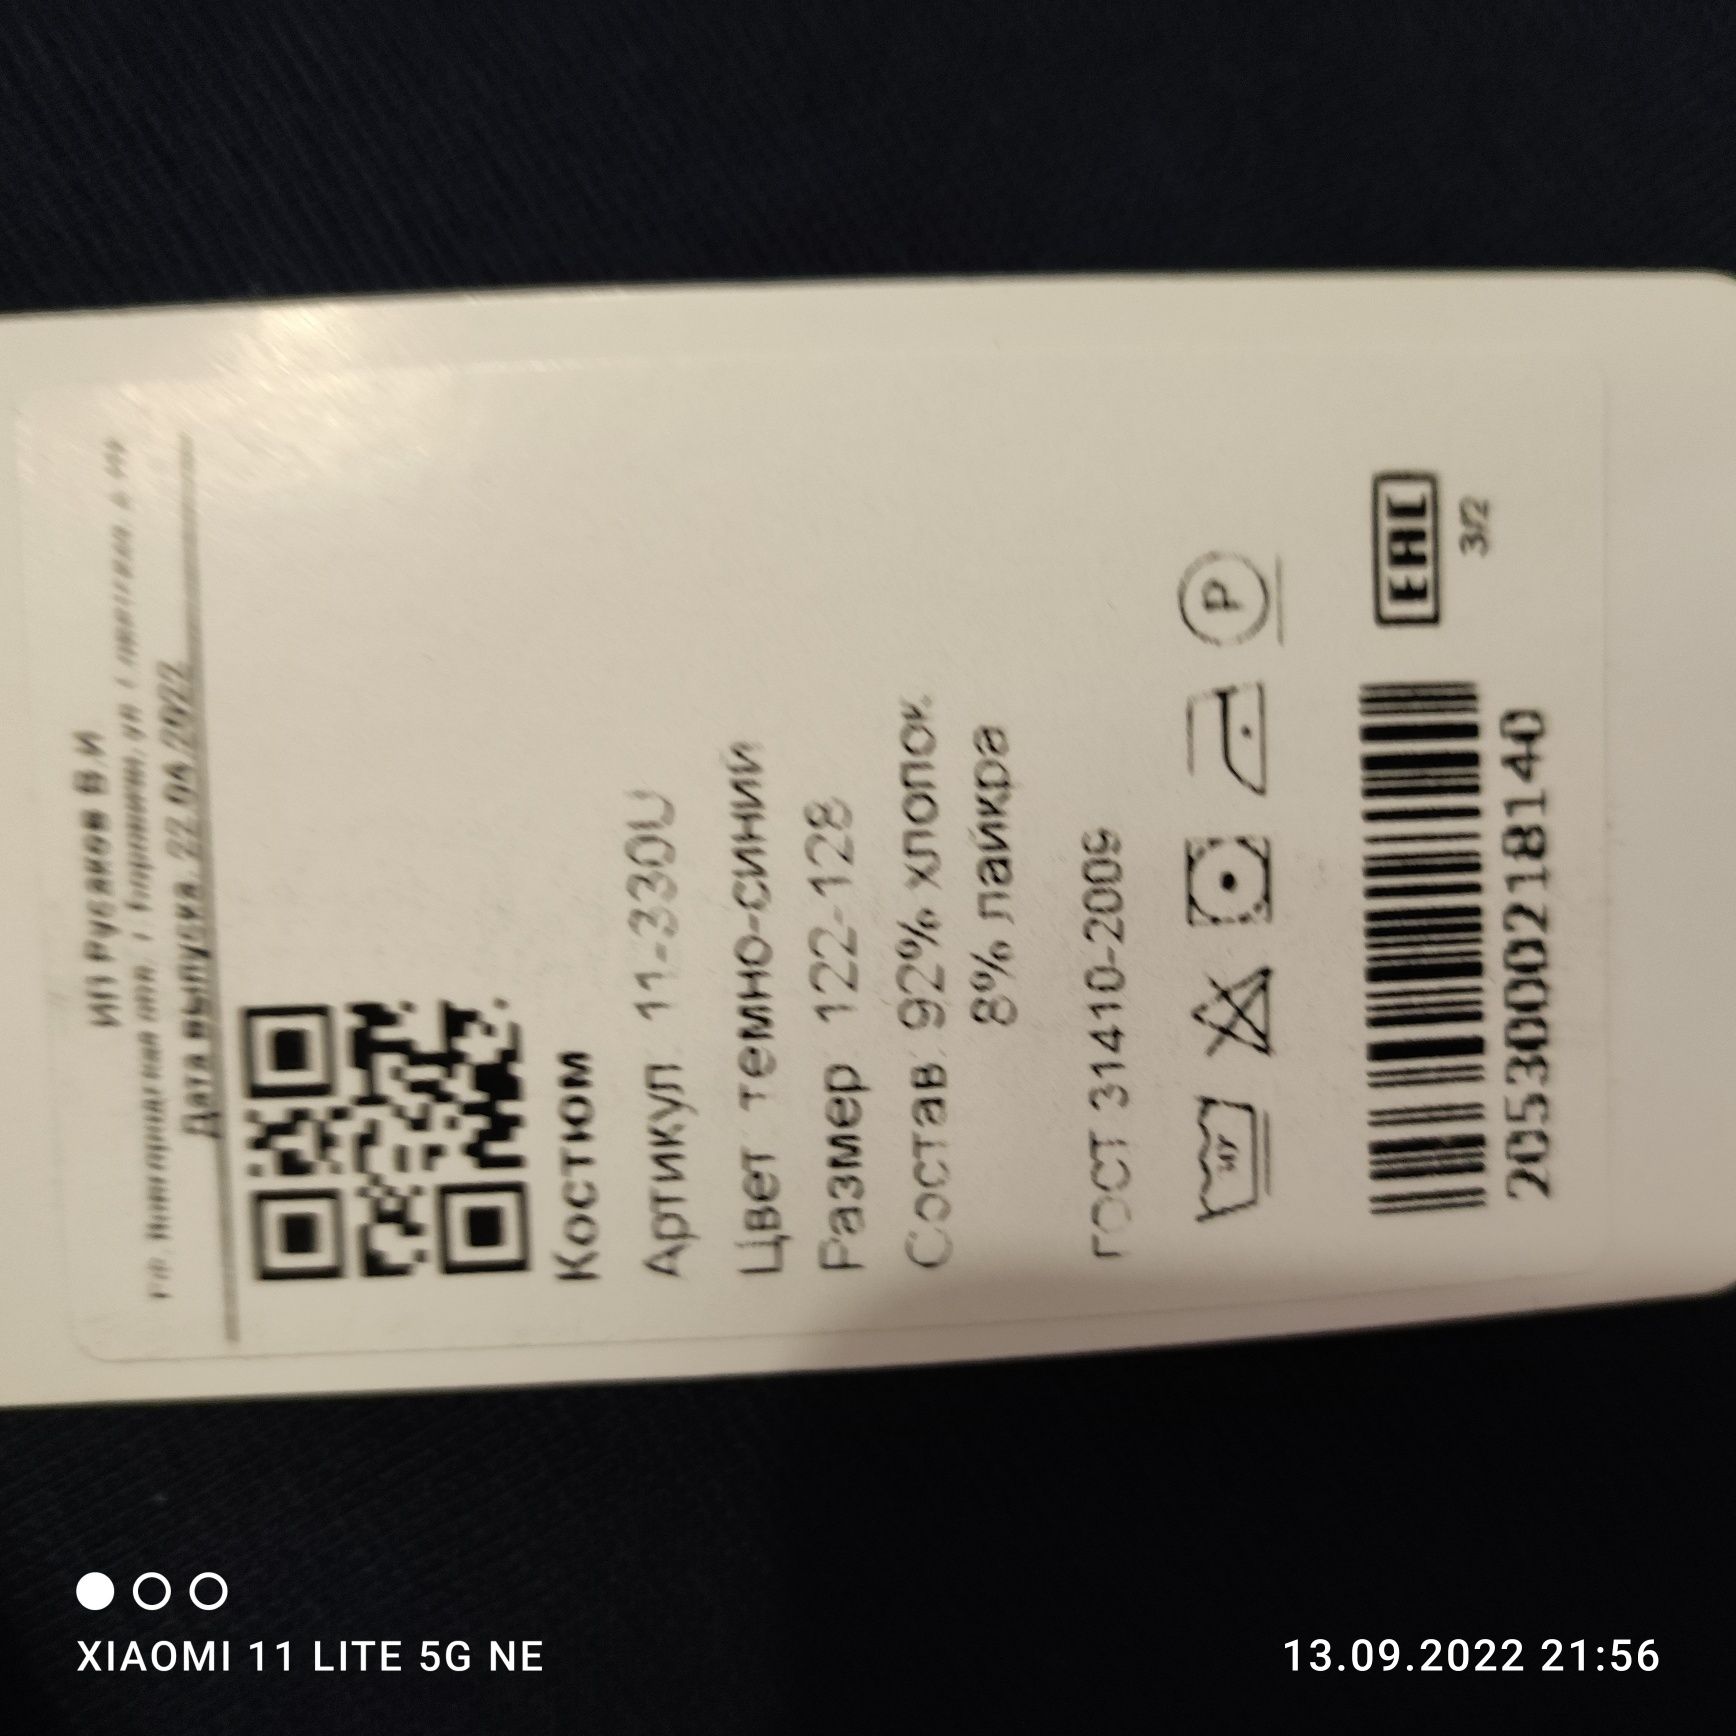 ИП Русаков В.И
Дата выпуска: 22.04.2022
Костюм
Артикул: 11-330U
Цвет: темно-синий
Размер: 122-128
Состав: 92% хлопок
8% лайкра
ГОСТ 31410-2009
40°
P
2053000218140
EAC
3/2
XIAOMI 11 LITE 5G NE
13.09.2022 21:56